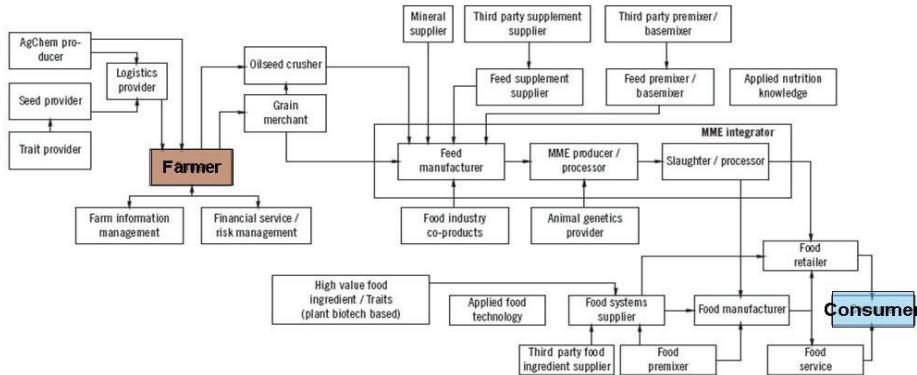 Mineral
supplier
Third party supplement
supplier
Third party premixer/
basemixer
AgChem pro-
ducer
Logistics
provider
Oilseed crusher
Feed supplement
supplier
Feed premixer /
basemixer
Applied nutrition
knowledge
Seed provider
Grain
merchant
MME integrator
Trait provider
Farmer
Feed
manufacturer
MME producer /
processor
Slaughter / processor
Farm information
management
Financial service /
risk management
Food industry
co-products
Animal genetics
provider
Food
retailer
High value food
ingredient / Traits
(plant biotech based)
Applied food
technology
Food systems
supplier
Food manufacturer
Consumer
Third party food
ingredient supplier
Food
premixer
Food
service